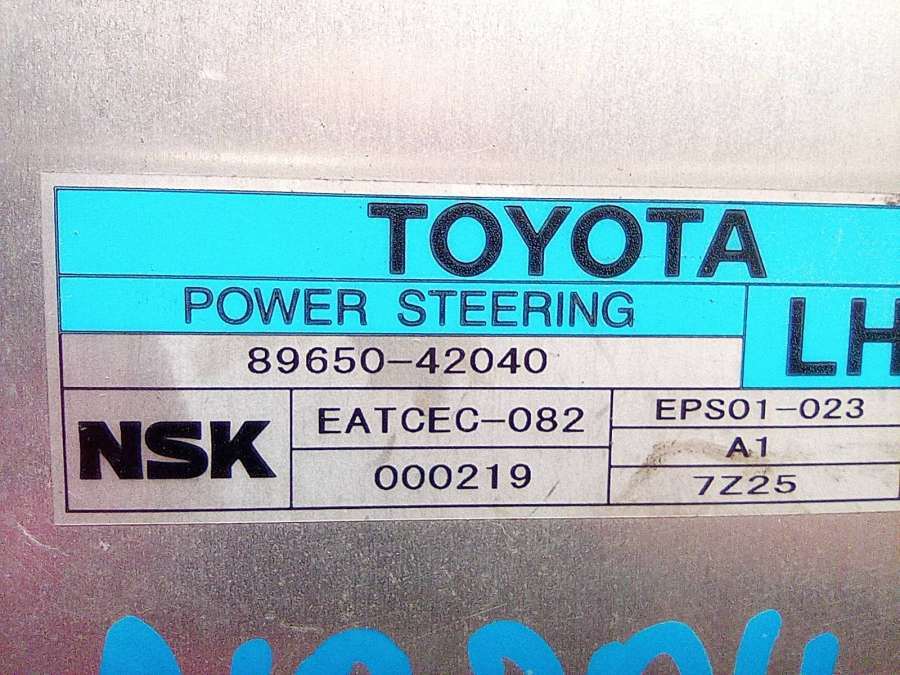 TOYOTA
POWER STEERING
LH
89650-42040
NSK
EATCEC-082
000219
EPS01-023
A1
7Z25